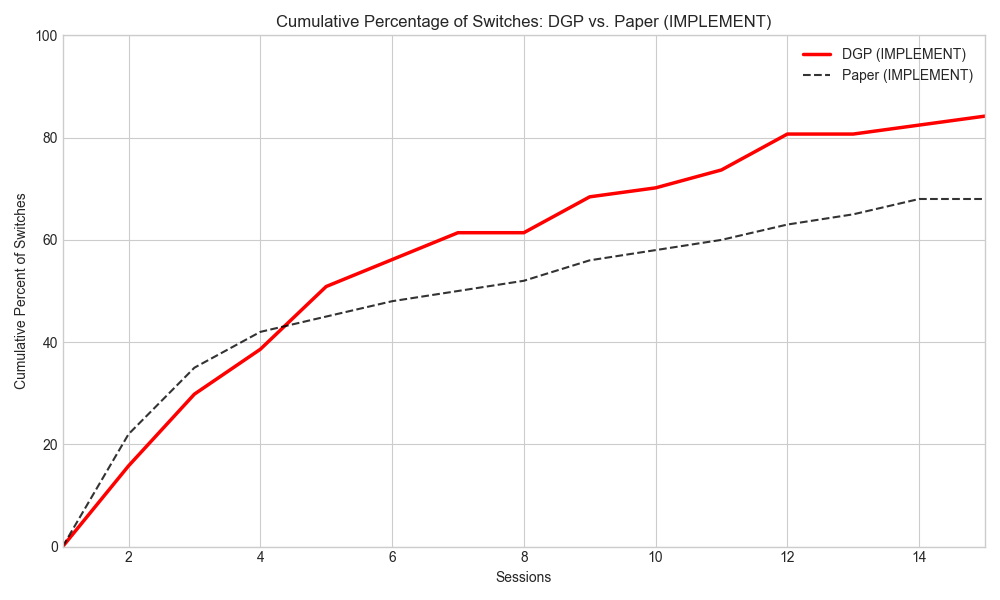 Cumulative Percentage of Switches: DGP vs. Paper (IMPLEMENT)
DGP (IMPLEMENT)
Paper (IMPLEMENT)
Cumulative Percent of Switches
100
80
60
40
20
0
2 4 6 8 10 12 14
Sessions